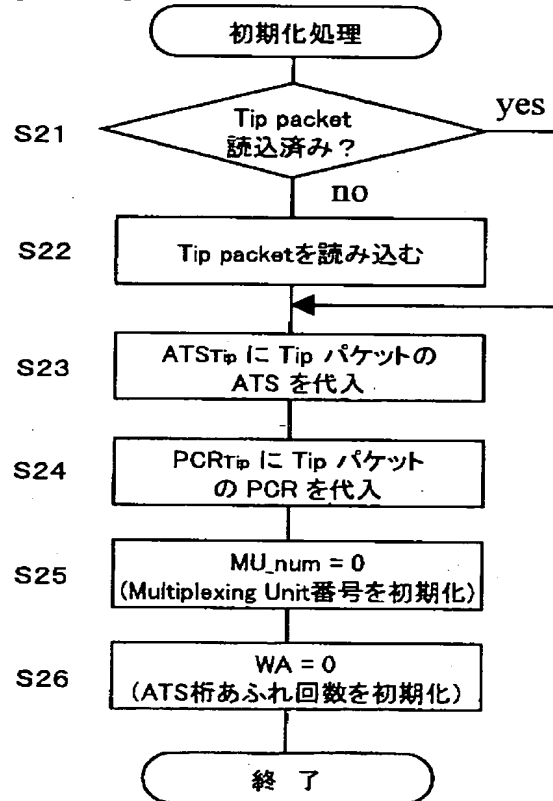 初期化処理
S21
Tip packet
読込済み？
yes
no
S22
Tip packetを読み込む
S23
ATSTip に Tip パケットの
ATS を代入
S24
PCRTip に Tip パケット
の PCR を代入
S25
MU_num = 0
(Multiplexing Unit番号を初期化)
S26
WA = 0
(ATS桁あふれ回数を初期化)
終 了